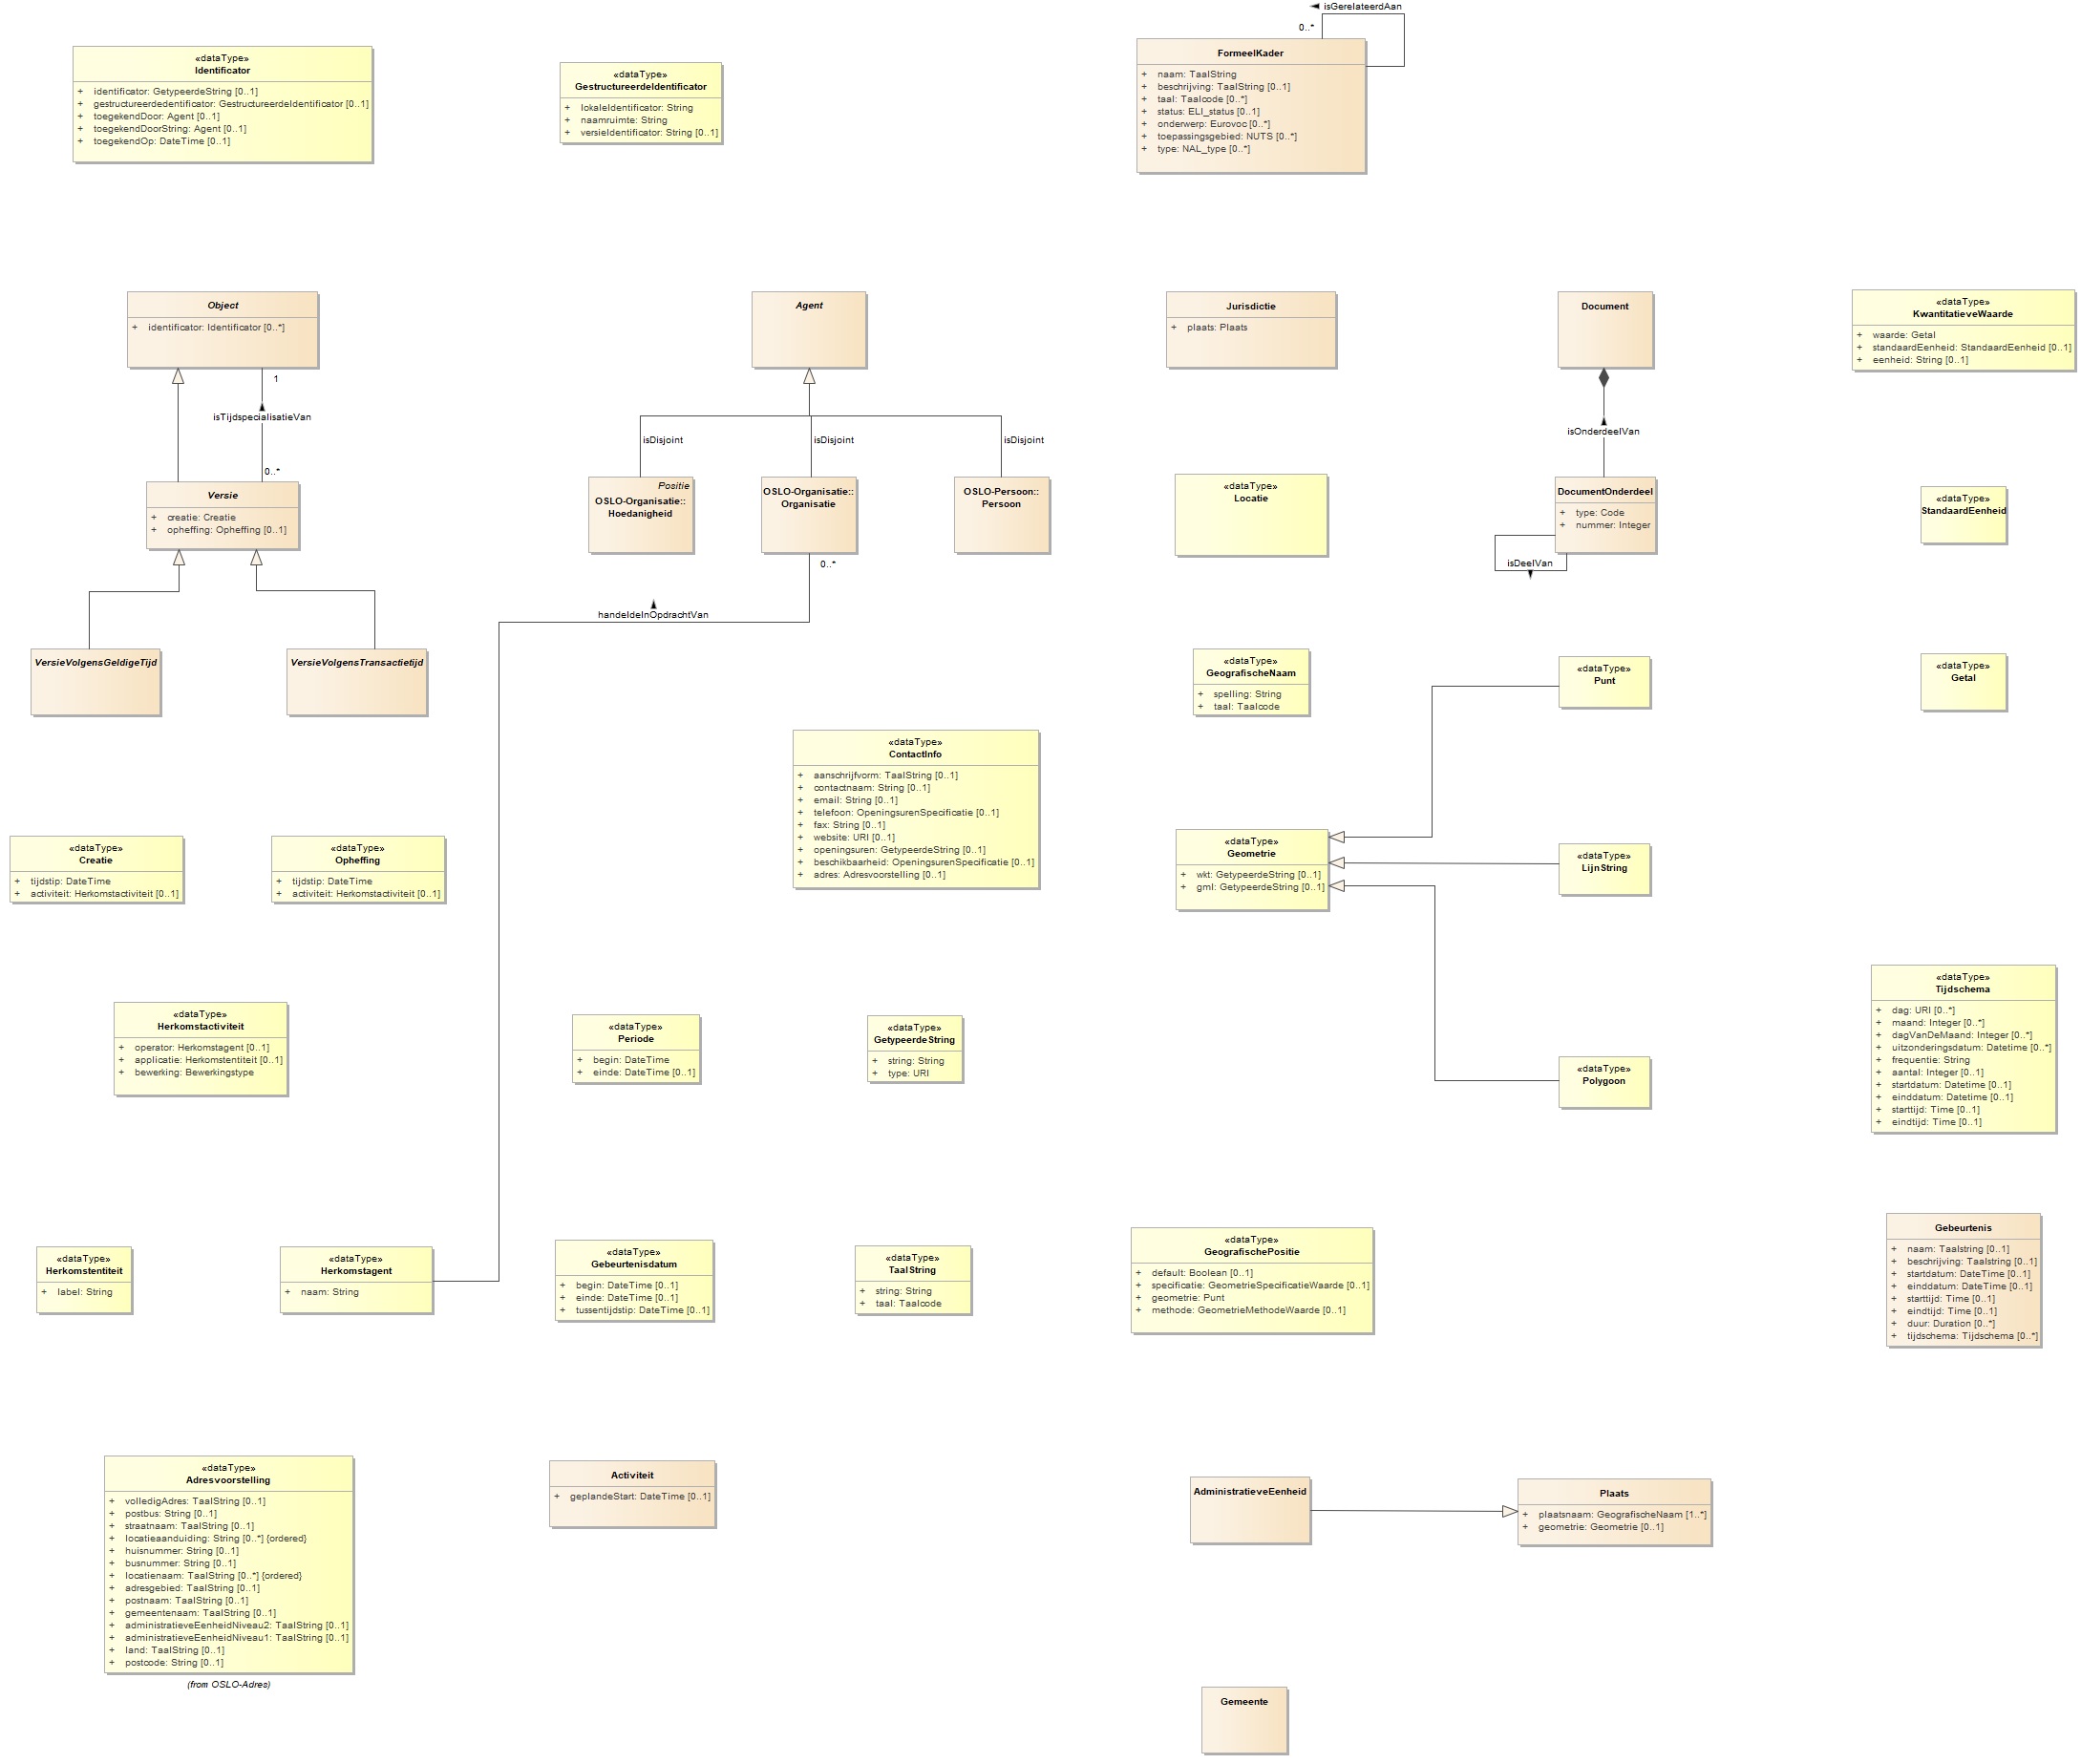 isGerelateerdAan
0..*
«dataType»
Identificator
+ identificator: GetypeerdeString [0..1]
+ gestructureerdedentificator: GestructureerdeIdentificator [0..1]
+ toegekendDoor: Agent [0..1]
+ toegekendDoorString: Agent [0..1]
+ toegekendOp: DateTime [0..1]
«dataType»
GestructureerdIdentificator
+ lokaleIdentificator: String
+ naamruimte: String
+ versieIdentificator: String [0..1]
FormeelKader
+ naam: TaalString
+ beschrijving: TaalString [0..1]
+ taal: Taalcode [0..*]
+ status: ELI_status [0..1]
+ onderwerp: Eurovoc [0..*]
+ toepassingsgebied: NUTS [0..*]
+ type: NAL_type [0..*]
Object
+ identificator: Identificator [0..*]
1
isTijdspecialisatieVan
0..*
Versie
+ creatie: Creatie
+ opheffing: Opheffing [0..1]
VersieVolgensGeldigeTijd
VersieVolgensTransactietijd
Agent
isDisjoint
isDisjoint
isDisjoint
Positie
OSLO-Organisatie::
Hoedanigheid
OSLO-Organisatie::
Organisatie
OSLO-Persoon::
Persoon
0..*
handeldeInOpdrachtVan
Jurisdictie
+ plaats: Plaats
Document
isOnderdeelVan
DocumentOnderdeel
+ type: Code
+ nummer: Integer
isDeelVan
«dataType»
KwantitatieveWaarde
+ waarde: Getal
+ standaardEenheid: StandaardEenheid [0..1]
+ eenheid: String [0..1]
«dataType»
Locatie
«dataType»
StandaardEenheid
«dataType»
GeografischeNaam
+ spelling: String
+ taal: Taalcode
«dataType»
Punt
«dataType»
Getal
«dataType»
ContactInfo
+ aanschrijfvorm: TaalString [0..1]
+ contactnaam: String [0..1]
+ email: String [0..1]
+ telefoon: OpeningsurenSpecificatie [0..1]
+ fax: String [0..1]
+ website: URI [0..1]
+ openingsuren: GetypeerdeString [0..1]
+ beschikbaarheid: OpeningsurenSpecificatie [0..1]
+ adres: Adresvoorstelling [0..1]
«dataType»
Creatie
+ tijdstip: DateTime
+ activiteit: Herkomstactiviteit [0..1]
«dataType»
Opheffing
+ tijdstip: DateTime
+ activiteit: Herkomstactiviteit [0..1]
«dataType»
Geometrie
+ wkt: GetypeerdeString [0..1]
+ gml: GetypeerdeString [0..1]
«dataType»
LijnString
«dataType»
Herkomstactiviteit
+ operator: Herkomstagent [0..1]
+ applicatie: Herkomstentiteit [0..1]
+ bewerking: Bewerkingstype
«dataType»
Periode
+ begin: DateTime
+ einde: DateTime [0..1]
«dataType»
GetypeerdeString
+ string: String
+ type: URI
«dataType»
Polygoon
«dataType»
Tijdschema
+ dag: URI [0..*]
+ maand: Integer [0..*]
+ dagVanDeMaand: Integer [0..*]
+ uitzonderingsdatum: Datetime [0..*]
+ frequentie: String
+ aantal: Integer [0..1]
+ startdatum: Datetime [0..1]
+ einddatum: Datetime [0..1]
+ starttijd: Time [0..1]
+ eindtijd: Time [0..1]
«dataType»
Herkomstentiteit
+ label: String
«dataType»
Herkomstagent
+ naam: String
«dataType»
Gebeurtenisdatum
+ begin: DateTime [0..1]
+ einde: DateTime [0..1]
+ tussentijdstip: DateTime [0..1]
«dataType»
TaalString
+ string: String
+ taal: Taalcode
«dataType»
GeografischePositie
+ default: Boolean [0..1]
+ specificatie: GeometrieSpecificatieWaarde [0..1]
+ geometrie: Punt
+ methode: GeometrieMethodeWaarde [0..1]
Gebeurtenis
+ naam: Taalstring [0..1]
+ beschrijving: Taalstring [0..1]
+ startdatum: DateTime [0..1]
+ einddatum: DateTime [0..1]
+ starttijd: Time [0..1]
+ eindtijd: Time [0..1]
+ duur: Duration [0..*]
+ tijdschema: Tijdschema [0..*]
«dataType»
Adresvoorstelling
+ volledigAdres: TaalString [0..1]
+ postbus: String [0..1]
+ straatnaam: TaalString [0..1]
+ locatieaanduiding: String [0..*] {ordered}
+ huisnummer: String [0..1]
+ busnummer: String [0..1]
+ locatienaam: TaalString [0..*] {ordered}
+ adresgebied: TaalString [0..1]
+ postnaam: TaalString [0..1]
+ gemeentenaam: TaalString [0..1]
+ administratieveEenheidNiveau2: TaalString [0..1]
+ administratieveEenheidNiveau1: TaalString [0..1]
+ land: TaalString [0..1]
+ postcode: String [0..1]
(from OSLO-Adres)
Activiteit
+ geplandeStart: DateTime [0..1]
AdministratieveEenheid
Plaats
+ plaatsnaam: GeografischeNaam [1..*]
+ geometrie: Geometrie [0..1]
Gemeente